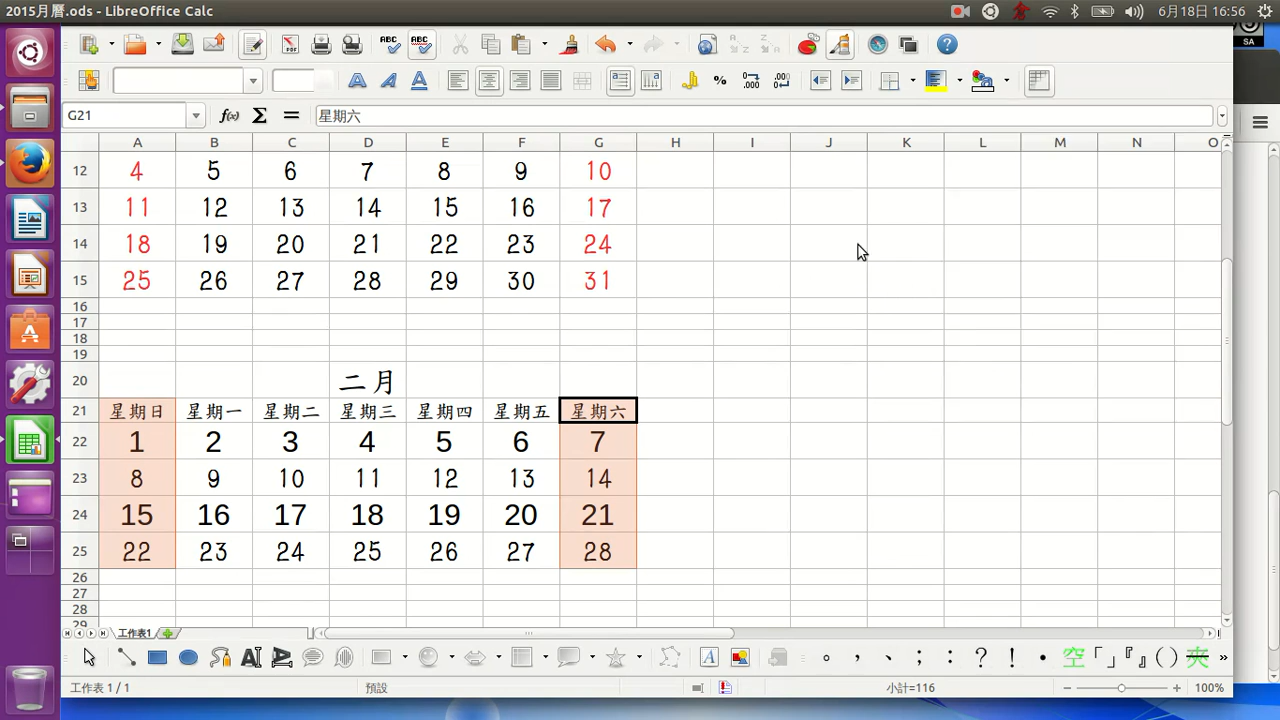 2015月曆.ods - LibreOffice Calc
6月18日 16:56
SA
G21
星期六
A B C D E F G H I J K L M N O
12 4 5 6 7 8 9 10
13 11 12 13 14 15 16 17
14 18 19 20 21 22 23 24
15 25 26 27 28 29 30 31
16
17
18
19
20 二月
21 星期日 星期一 星期二 星期三 星期四 星期五 星期六
22 1 2 3 4 5 6 7
23 8 9 10 11 12 13 14
24 15 16 17 18 19 20 21
25 22 23 24 25 26 27 28
26
27
28
29
工作表1
空 「」 『』 ( ) 夾
工作表 1 / 1
預設
小計=116
100%